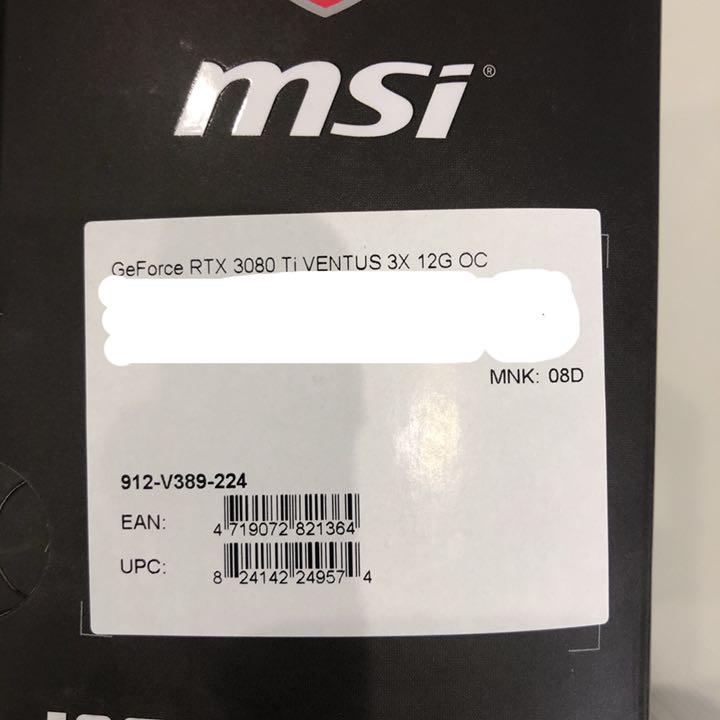 msi®
GeForce RTX 3080 Ti VENTUS 3X 12G OC
MNK: 08D
912-V389-224
EAN:
4 719072 821364
UPC:
8 24142 24957 4